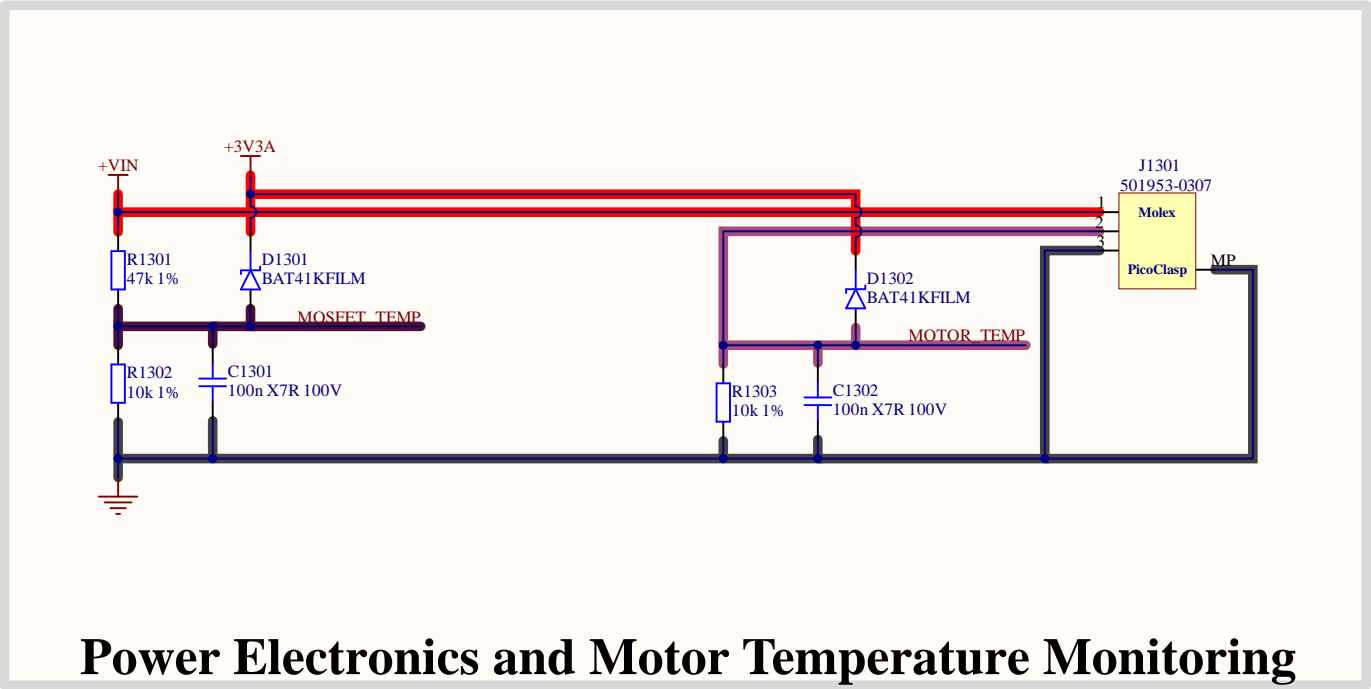 +3V3A
+VIN
J1301
501953-0307
1
Molex
2
3
R1301
47k 1%
D1301
BAT41KFILM
MP
PicoClasp
D1302
BAT41KFILM
MOSFET_TEMP
MOTOR_TEMP
R1302
10k 1%
C1301
100n X7R 100V
R1303
10k 1%
C1302
100n X7R 100V
Power Electronics and Motor Temperature Monitoring